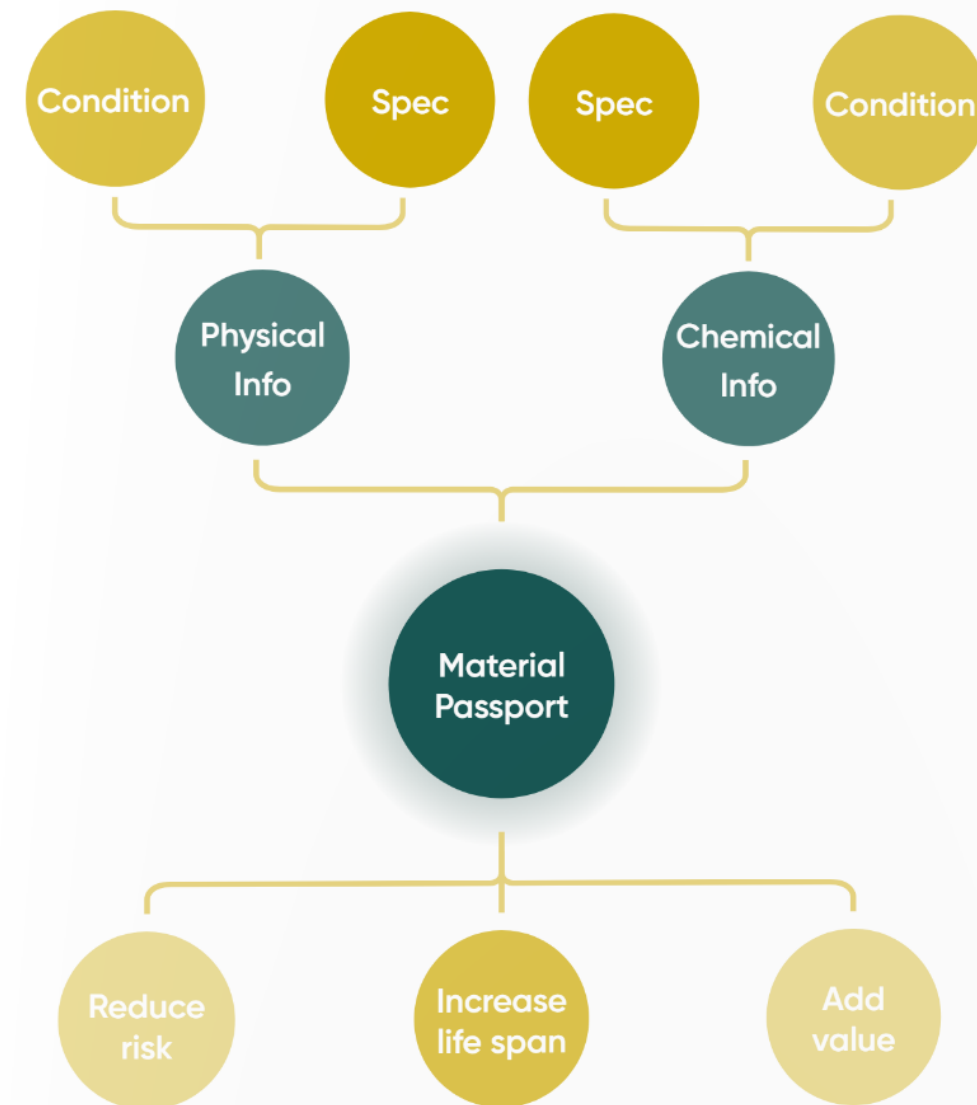 Condition
Spec
Spec
Condition
Physical
Info
Chemical
Info
Material
Passport
Reduce
risk
Increase
life span
Add
value